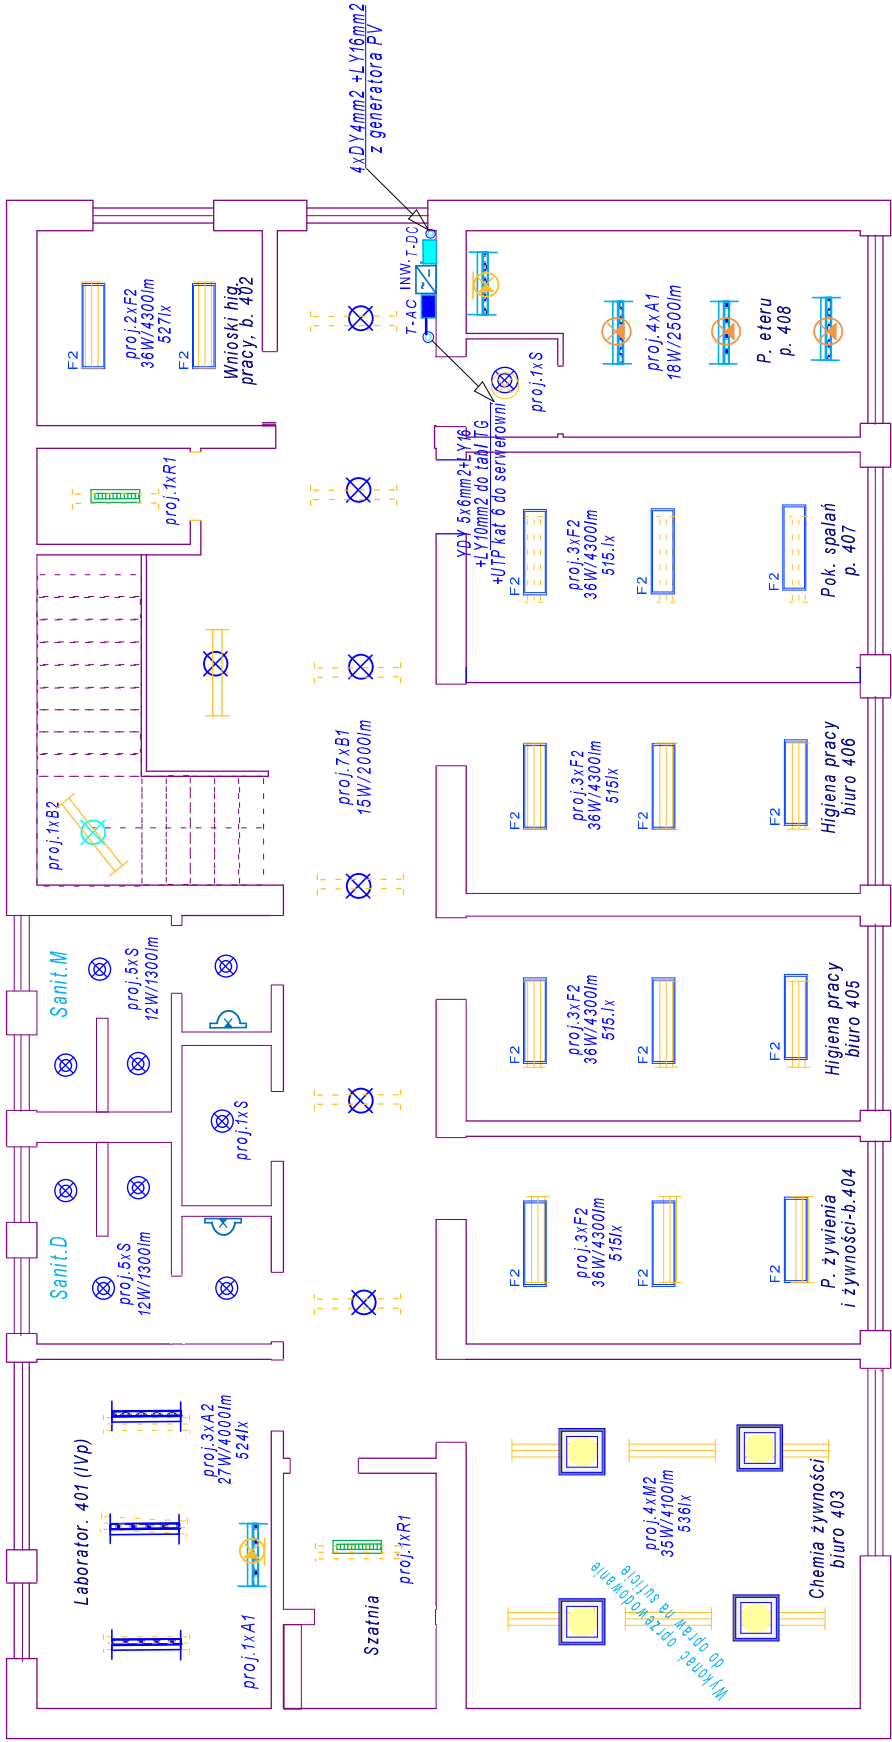 4xDY4mm2 +LY16mm2
z generatora PV
T-AC INW. T-DC
YDY 5x6mm2+LY16
+LY10mm2 do tabl TG
+UTP kat 6 do serwerowni
F2
proj.2xF2
36W/4300lm
527lx
F2
Wnioski hig.
pracy, b. 402
proj.1xR1
proj.1xS
proj.4xA1
18W/2500lm
P. eteru
p. 408
F2
proj.3xF2
36W/4300lm
515.lx
F2
F2
Pok. spalań
p. 407
proj.7xB1
15W/2000lm
proj.1xB2
F2
proj.3xF2
36W/4300lm
515lx
F2
F2
Higiena pracy
biuro 406
Sanit.M
proj.5xS
12W/1300lm
F2
proj.3xF2
36W/4300lm
515.lx
F2
F2
Higiena pracy
biuro 405
proj.1xS
Sanit.D
proj.5xS
12W/1300lm
F2
proj.3xF2
36W/4300lm
515lx
F2
F2
P. żywienia
i żywności-b.404
Laborator. 401 (IVp)
proj.3xA2
27W/4000lm
524lx
proj.1xA1
Szatnia
proj.1xR1
proj.4xM2
35W/4100lm
536lx
Wykonać oprzewodowanie
do opraw na suficie
Chemia żywności
biuro 403